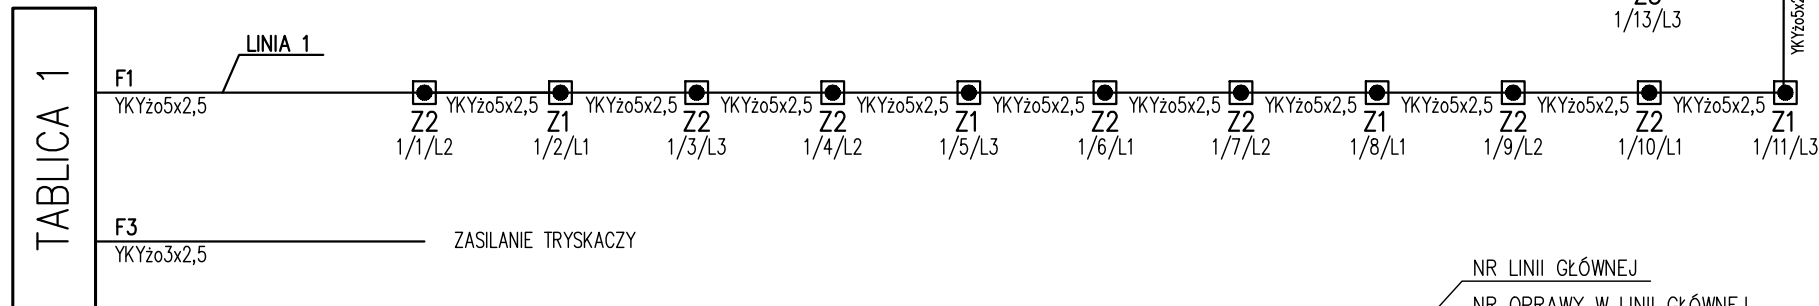 TABLICA 1
LINIA 1
F1
YKYżo5x2,5
YKYżo5x2,5
YKYżo5x2,5
YKYżo5x2,5
YKYżo5x2,5
YKYżo5x2,5
YKYżo5x2,5
YKYżo5x2,5
YKYżo5x2,5
YKYżo5x2,5
YKYżo5x2,5
Z2
1/1/L2
Z1
1/2/L1
Z2
1/3/L3
Z2
1/4/L2
Z1
1/5/L3
Z2
1/6/L1
Z2
1/7/L2
Z1
1/8/L1
Z2
1/9/L2
Z2
1/10/L1
Z1
1/11/L3
1/13/L3
F3
YKYżo3x2,5
ZASILANIE TRYSKACZY
NR LINII GŁÓWNEJ
NR OPRAWY W LINII GŁÓWNEJ